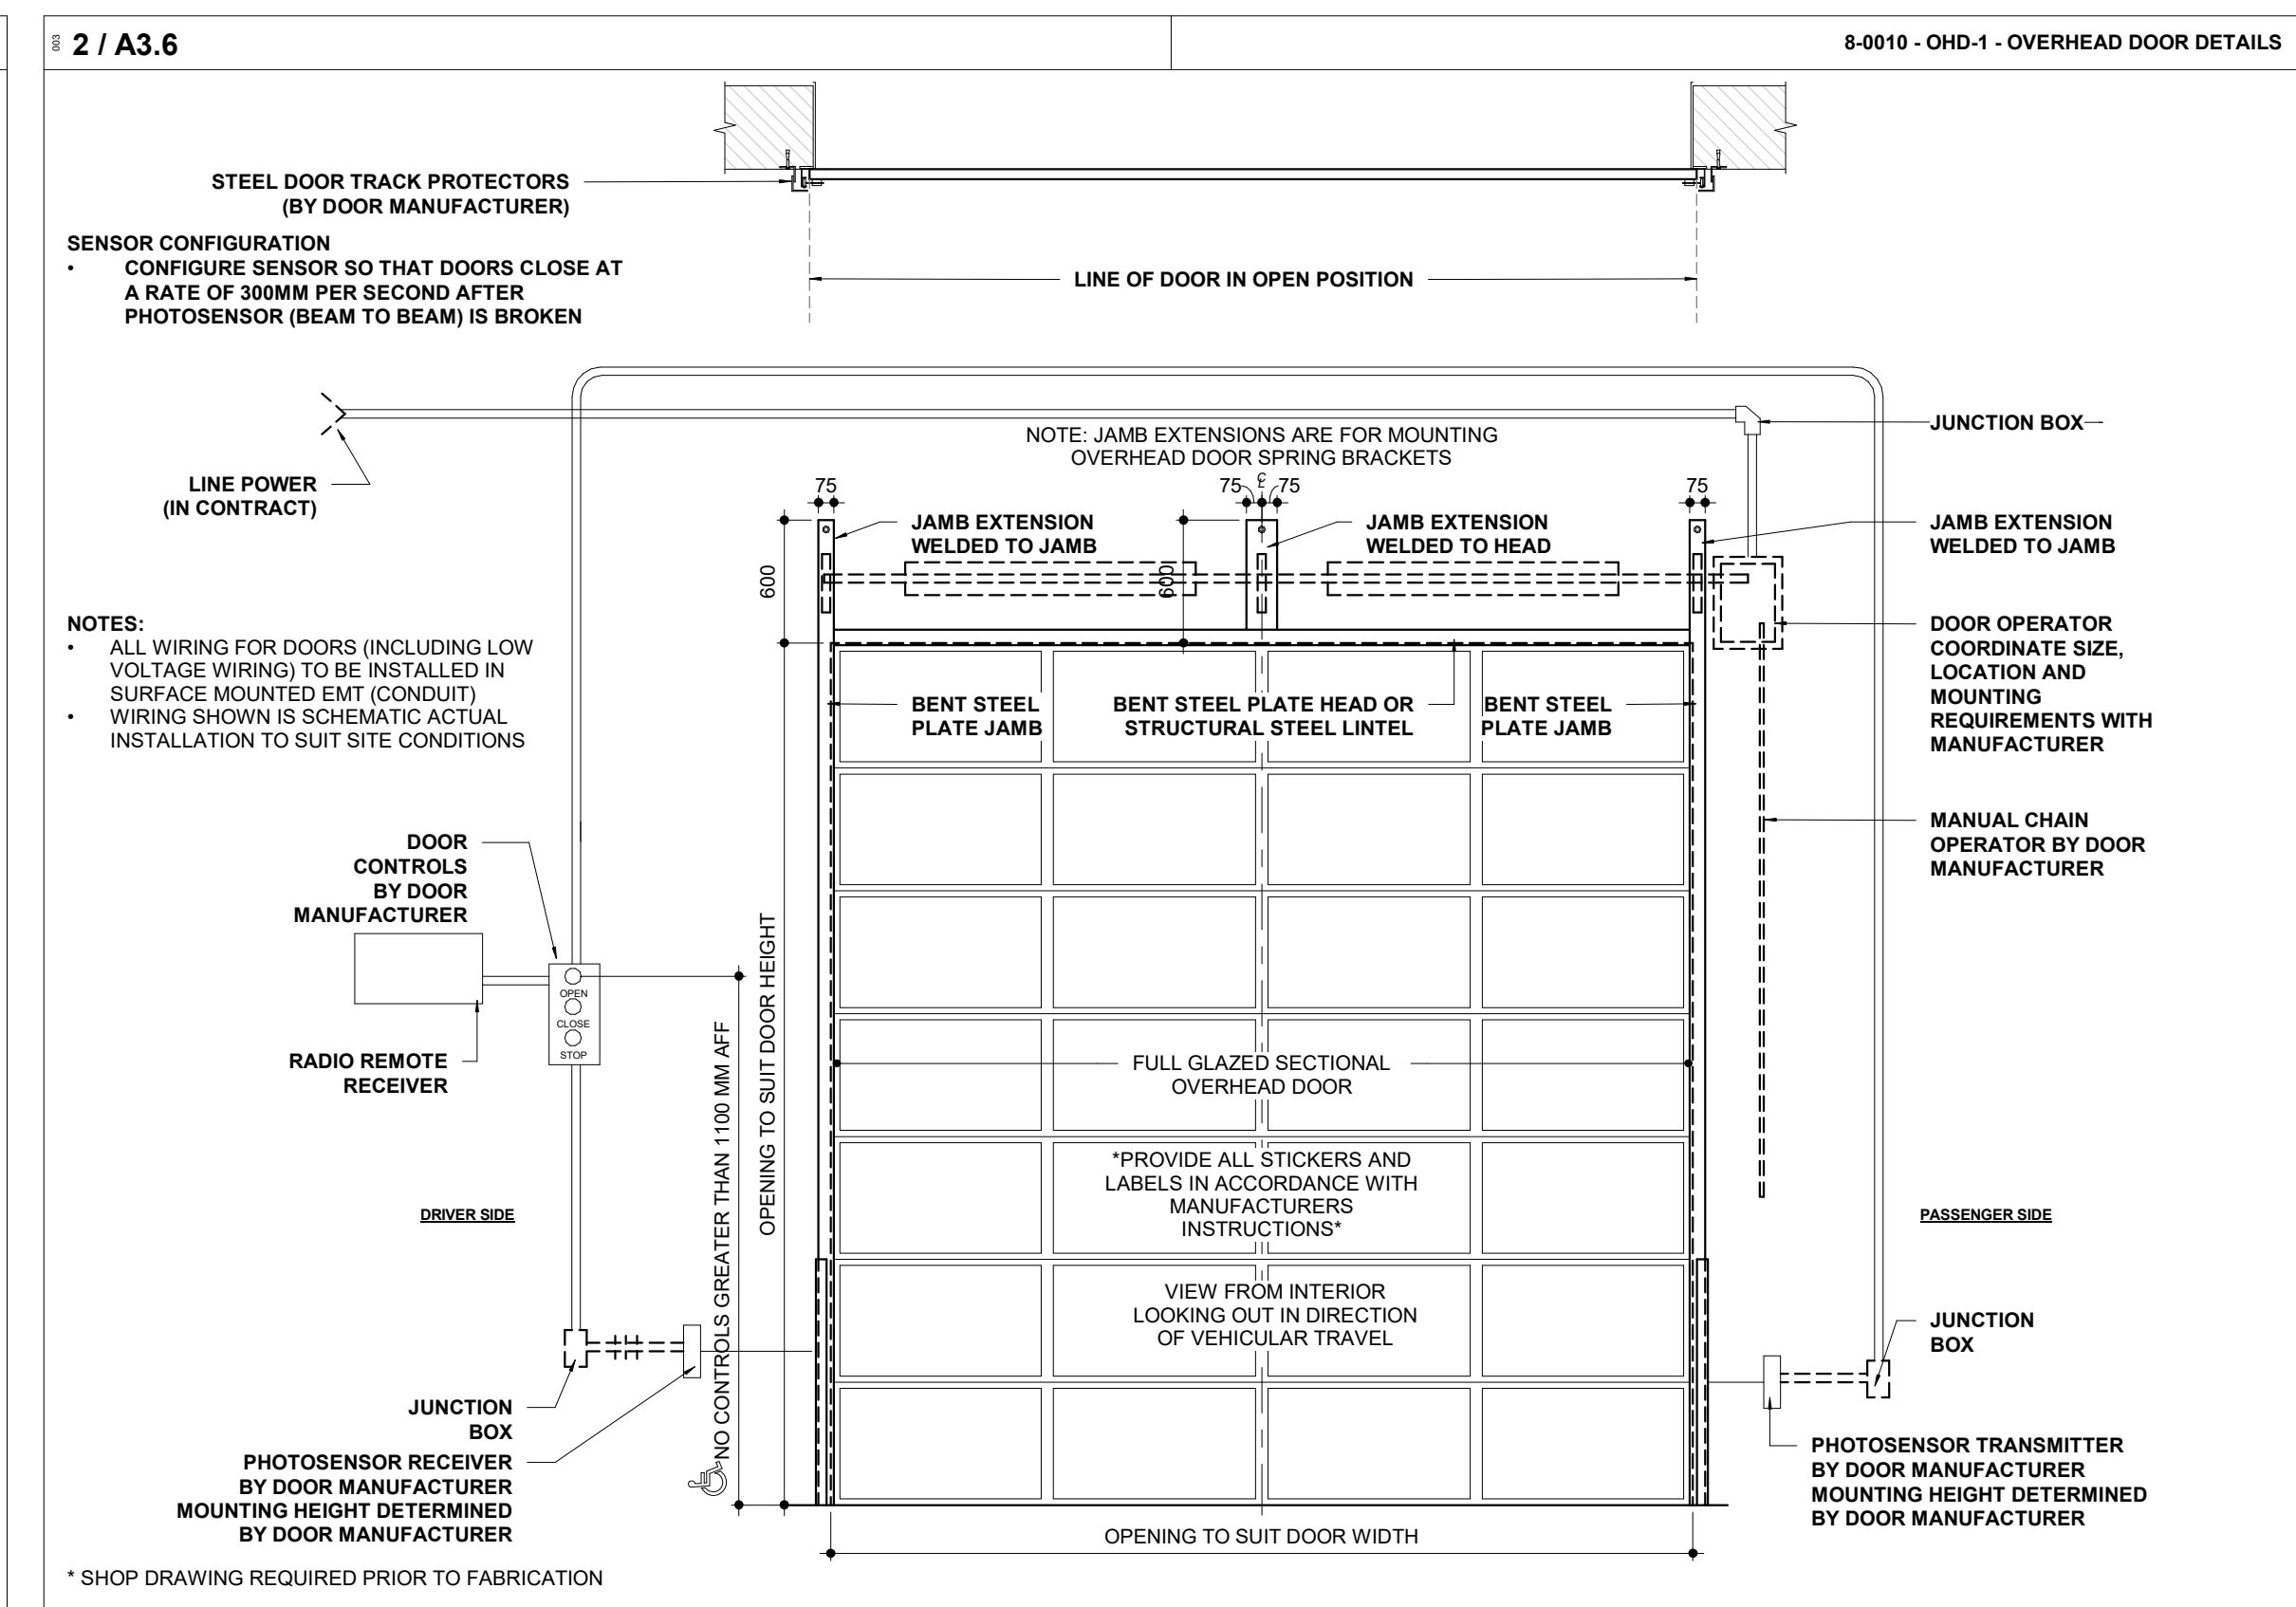 003
2 / A3.6
8-0010 - OHD-1 - OVERHEAD DOOR DETAILS
STEEL DOOR TRACK PROTECTORS
(BY DOOR MANUFACTURER)
SENSOR CONFIGURATION
• CONFIGURE SENSOR SO THAT DOORS CLOSE AT
A RATE OF 300MM PER SECOND AFTER
PHOTOSENSOR (BEAM TO BEAM) IS BROKEN
LINE OF DOOR IN OPEN POSITION
LINE POWER
(IN CONTRACT)
NOTE: JAMB EXTENSIONS ARE FOR MOUNTING
OVERHEAD DOOR SPRING BRACKETS
JUNCTION BOX
75
75
℄
75
75
JAMB EXTENSION
WELDED TO JAMB
JAMB EXTENSION
WELDED TO HEAD
JAMB EXTENSION
WELDED TO JAMB
600
600
NOTES:
• ALL WIRING FOR DOORS (INCLUDING LOW
VOLTAGE WIRING) TO BE INSTALLED IN
SURFACE MOUNTED EMT (CONDUIT)
• WIRING SHOWN IS SCHEMATIC ACTUAL
INSTALLATION TO SUIT SITE CONDITIONS
DOOR OPERATOR
COORDINATE SIZE,
LOCATION AND
MOUNTING
REQUIREMENTS WITH
MANUFACTURER
BENT STEEL
PLATE JAMB
BENT STEEL PLATE HEAD OR
STRUCTURAL STEEL LINTEL
BENT STEEL
PLATE JAMB
MANUAL CHAIN
OPERATOR BY DOOR
MANUFACTURER
DOOR
CONTROLS
BY DOOR
MANUFACTURER
OPEN
CLOSE
STOP
RADIO REMOTE
RECEIVER
NO CONTROLS GREATER THAN 1100 MM AFF
OPENING TO SUIT DOOR HEIGHT
FULL GLAZED SECTIONAL
OVERHEAD DOOR
*PROVIDE ALL STICKERS AND
LABELS IN ACCORDANCE WITH
MANUFACTURERS
INSTRUCTIONS*
DRIVER SIDE
PASSENGER SIDE
VIEW FROM INTERIOR
LOOKING OUT IN DIRECTION
OF VEHICULAR TRAVEL
JUNCTION
BOX
JUNCTION
BOX
PHOTOSENSOR RECEIVER
BY DOOR MANUFACTURER
MOUNTING HEIGHT DETERMINED
BY DOOR MANUFACTURER
PHOTOSENSOR TRANSMITTER
BY DOOR MANUFACTURER
MOUNTING HEIGHT DETERMINED
BY DOOR MANUFACTURER
OPENING TO SUIT DOOR WIDTH
* SHOP DRAWING REQUIRED PRIOR TO FABRICATION